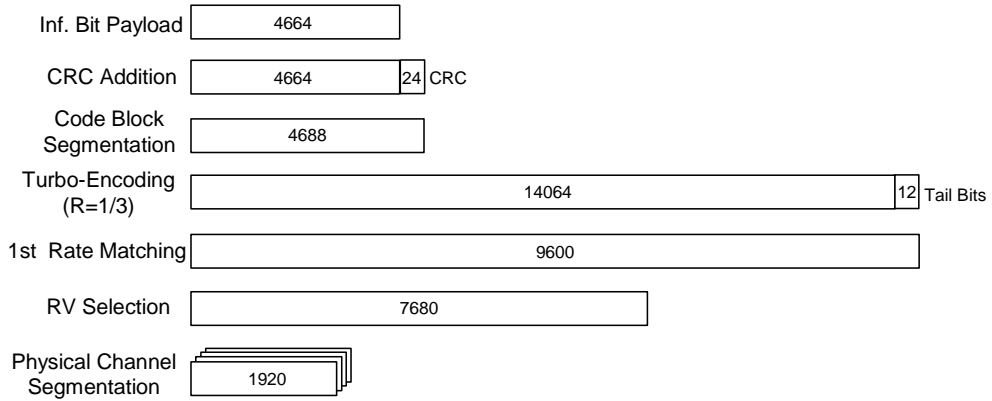 Inf. Bit Payload 4664
CRC Addition 4664 24 CRC
Code Block
Segmentation 4688
Turbo-Encoding
(R=1/3) 14064 12 Tail Bits
1st Rate Matching 9600
RV Selection 7680
Physical Channel
Segmentation 1920